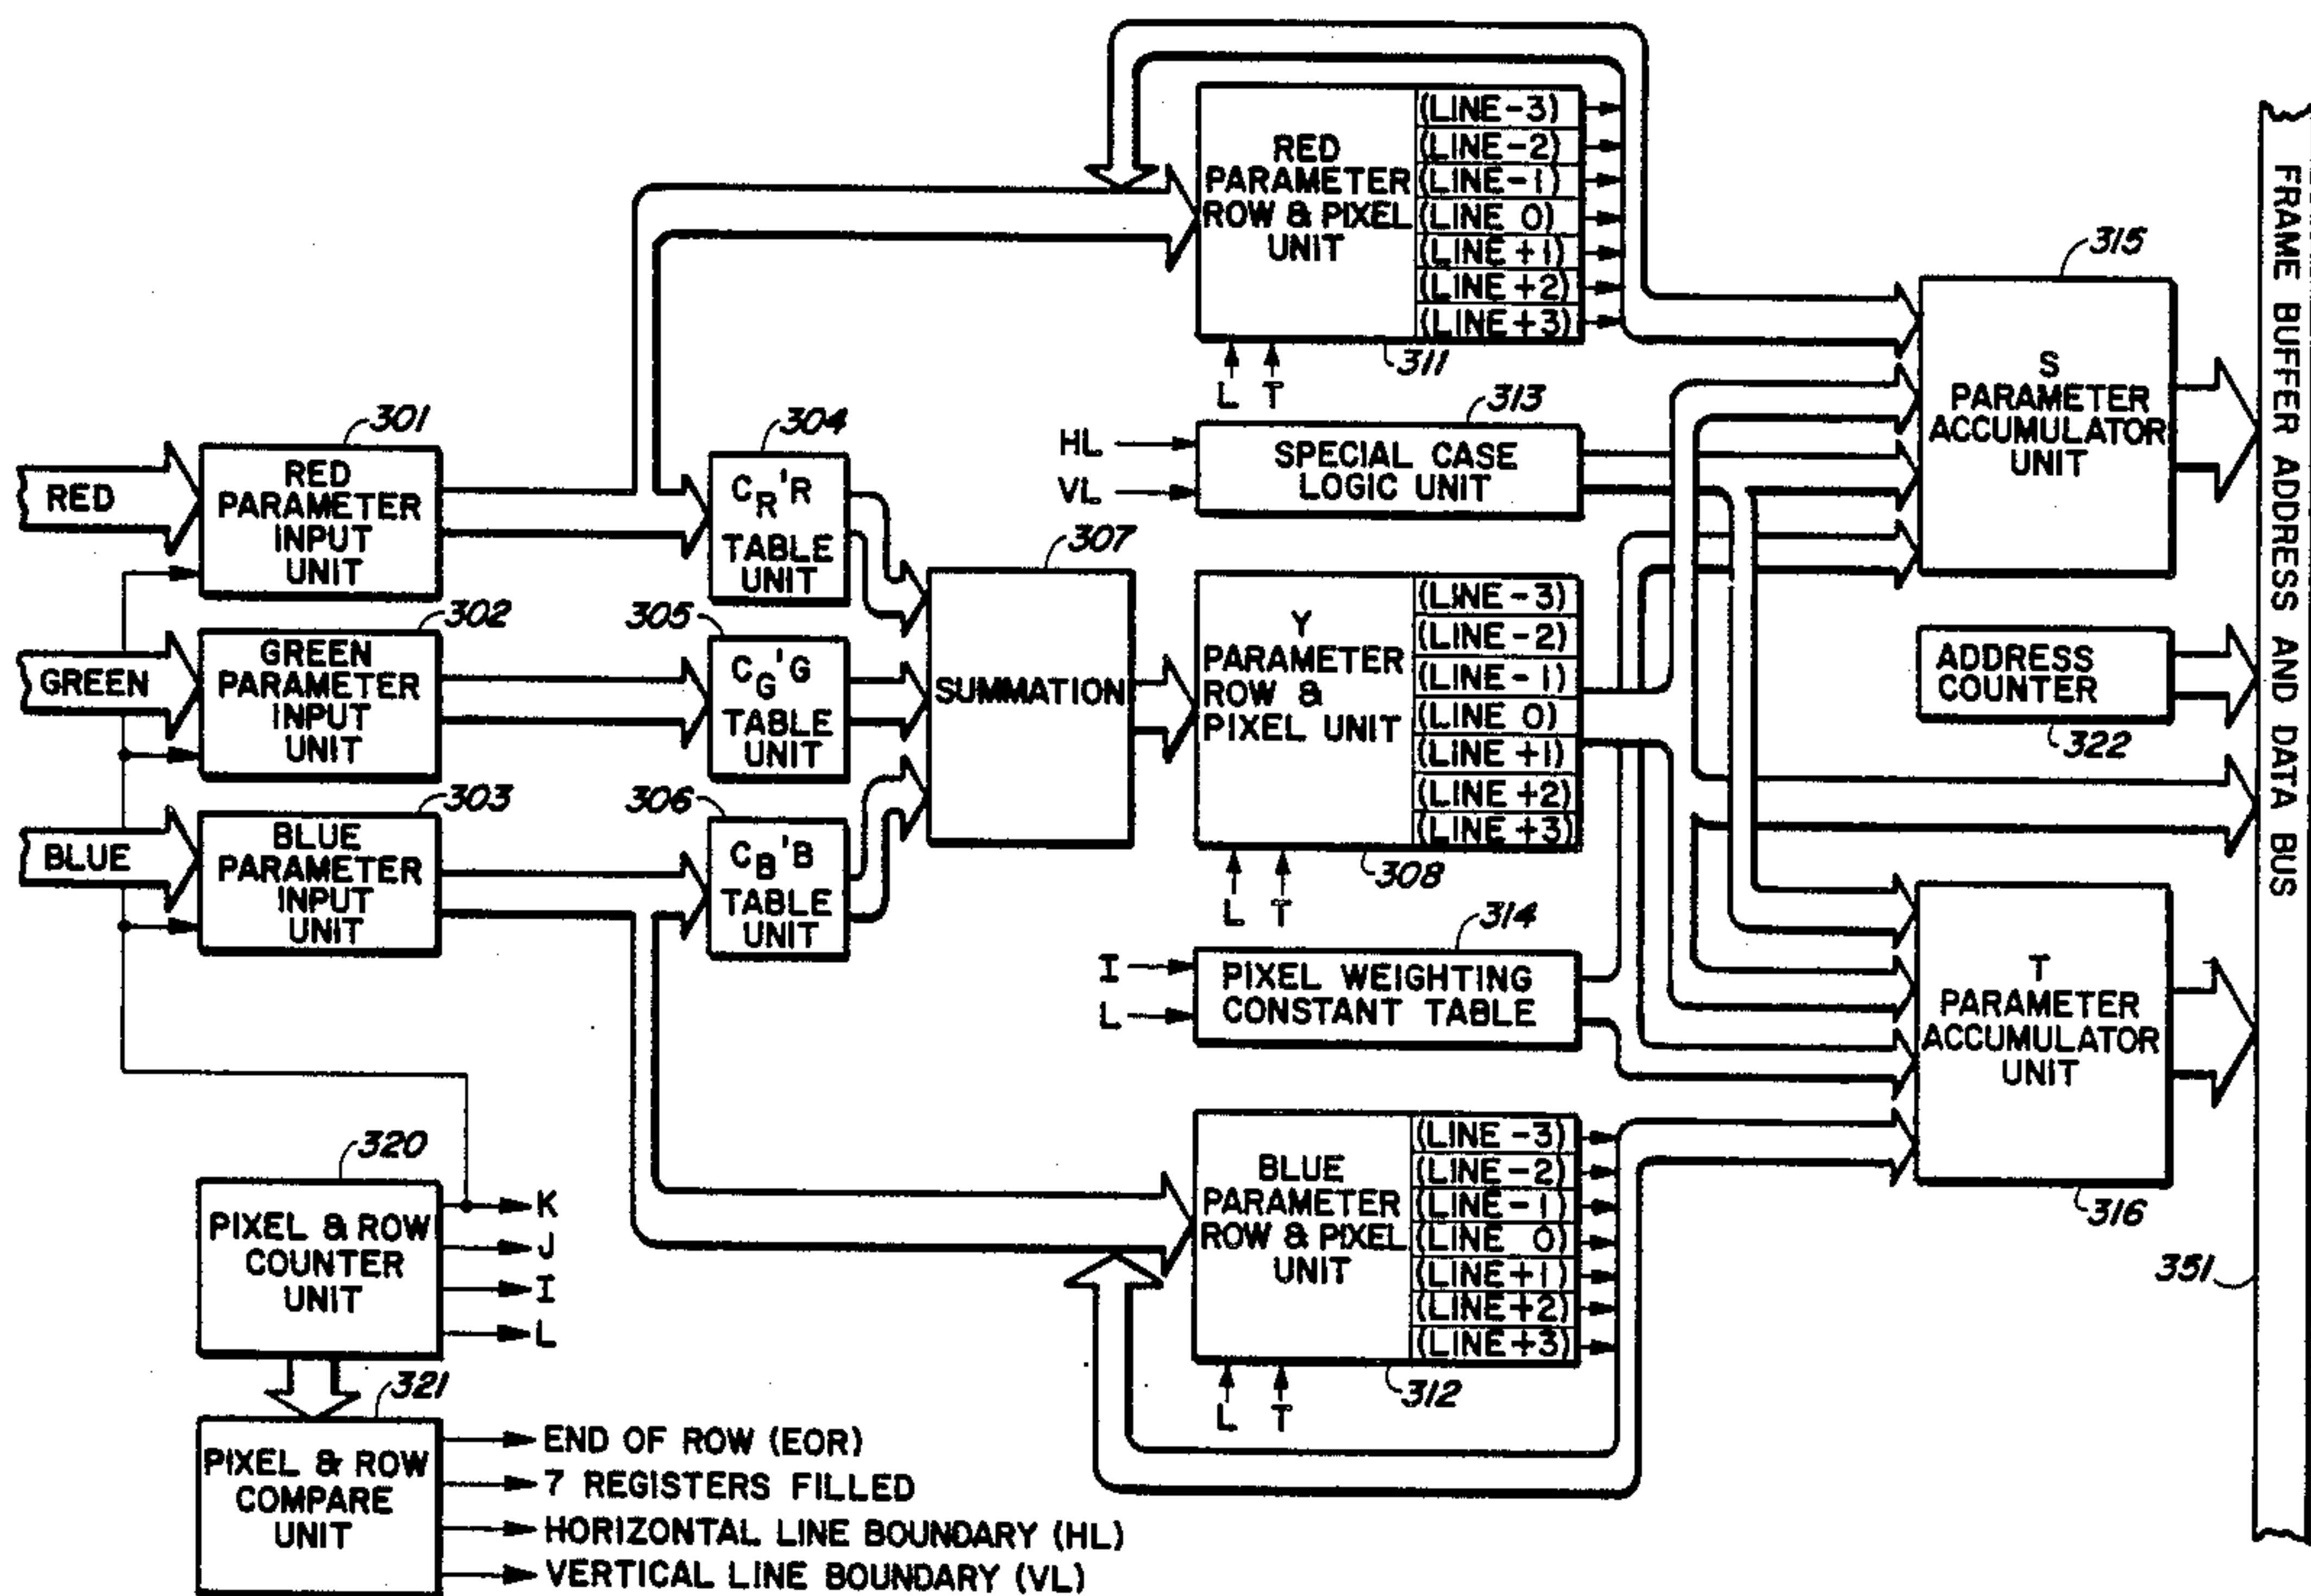 RED
301
RED
PARAMETER
INPUT
UNIT
GREEN
302
GREEN
PARAMETER
INPUT
UNIT
BLUE
303
BLUE
PARAMETER
INPUT
UNIT
304
CR'R
TABLE
UNIT
305
CG'G
TABLE
UNIT
306
CB'B
TABLE
UNIT
307
SUMMATION
RED
PARAMETER
ROW & PIXEL
UNIT
(LINE-3)
(LINE-2)
(LINE-1)
(LINE 0)
(LINE+1)
(LINE+2)
(LINE+3)
311
L T
HL
VL
313
SPECIAL CASE
LOGIC UNIT
Y
PARAMETER
ROW &
PIXEL UNIT
(LINE-3)
(LINE-2)
(LINE-1)
(LINE 0)
(LINE+1)
(LINE+2)
(LINE+3)
308
L T
I
L
314
PIXEL WEIGHTING
CONSTANT TABLE
BLUE
PARAMETER
ROW & PIXEL
UNIT
(LINE-3)
(LINE-2)
(LINE-1)
(LINE 0)
(LINE+1)
(LINE+2)
(LINE+3)
312
L T
315
S
PARAMETER
ACCUMULATOR
UNIT
ADDRESS
COUNTER
322
T
PARAMETER
ACCUMULATOR
UNIT
316
351
FRAME BUFFER ADDRESS AND DATA BUS
320
PIXEL & ROW
COUNTER
UNIT
K
J
I
L
321
PIXEL & ROW
COMPARE
UNIT
END OF ROW (EOR)
7 REGISTERS FILLED
HORIZONTAL LINE BOUNDARY (HL)
VERTICAL LINE BOUNDARY (VL)